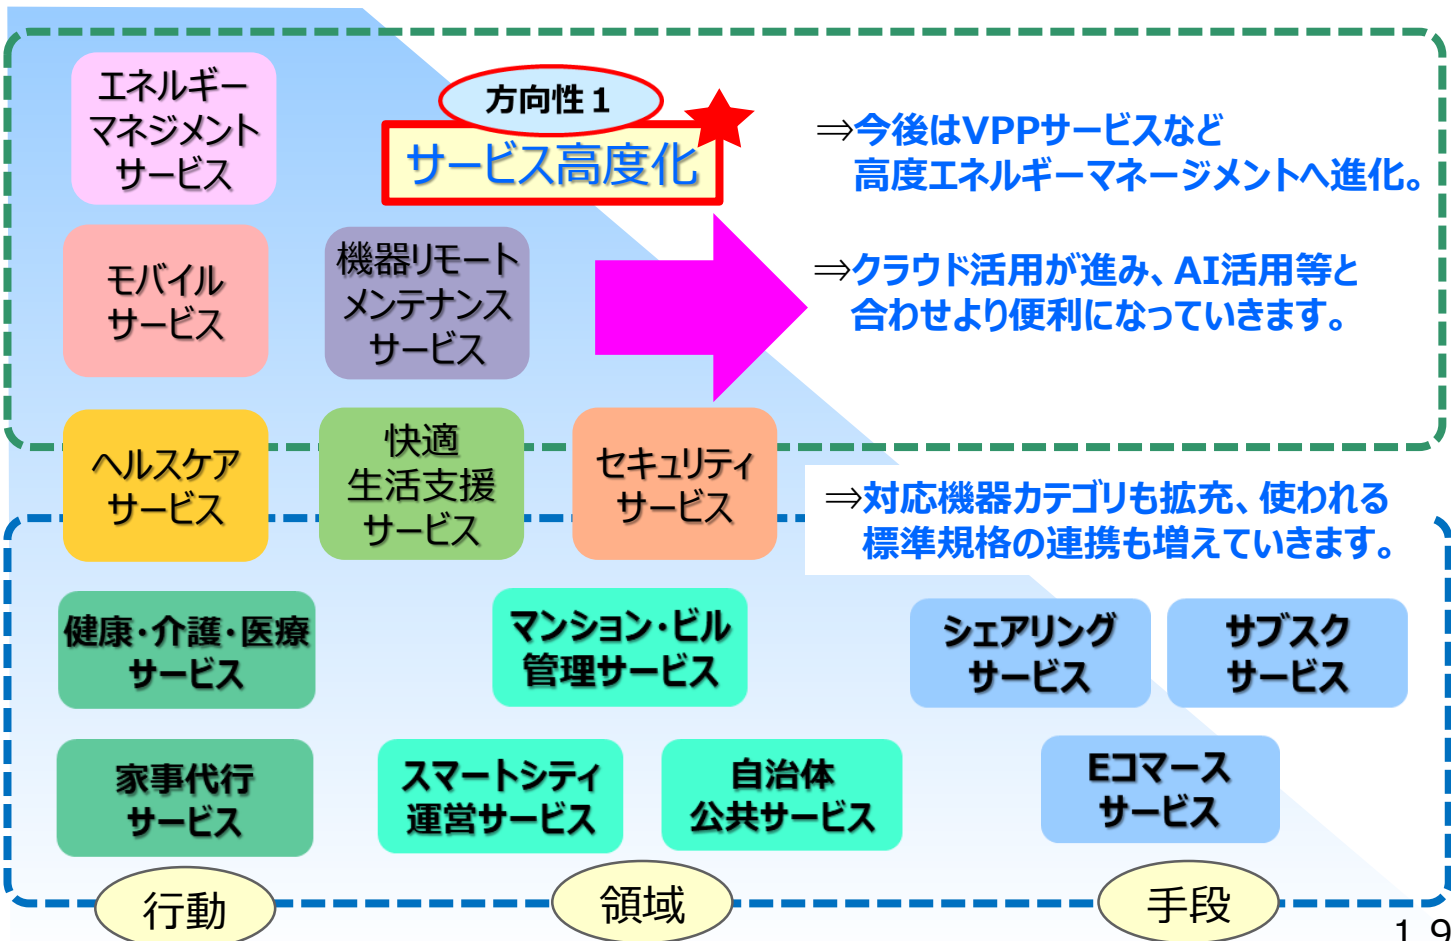 エネルギー
マネジメント
サービス
方向性１
サービス高度化
⇒今後はVPPサービスなど
高度エネルギーマネージメントへ進化。
モバイル
サービス
機器リモート
メンテナンス
サービス
⇒クラウド活用が進み、AI活用等と
合わせより便利になっていきます。
ヘルスケア
サービス
快適
生活支援
サービス
セキュリティ
サービス
⇒対応機器カテゴリも拡充、使われる
標準規格の連携も増えていきます。
健康・介護・医療
サービス
マンション・ビル
管理サービス
シェアリング
サービス
サブスク
サービス
家事代行
サービス
スマートシティ
運営サービス
自治体
公共サービス
Eコマース
サービス
行動
領域
手段
１９